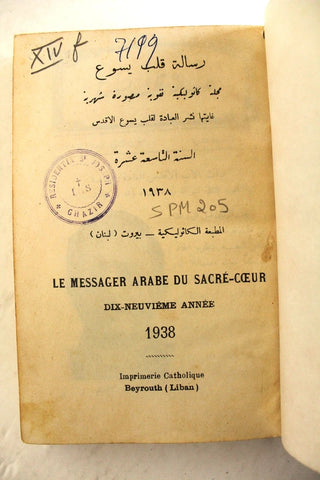 XIV f
7199
رسالة قلب يسوع
مجلة كاثوليكية تقوية مصورة شهرية
غايتها نشر العبادة لقلب يسوع الاقدس
السنة التاسعة عشرة
١٩٣٨
SPM 205
المطبعة الكاثوليكية – بيروت (لبنان)
GHAZIR
LE MESSAGER ARABE DU SACRÉ-CŒUR
DIX-NEUVIÈME ANNÉE
1938
Imprimerie Catholique
Beyrouth (Liban)